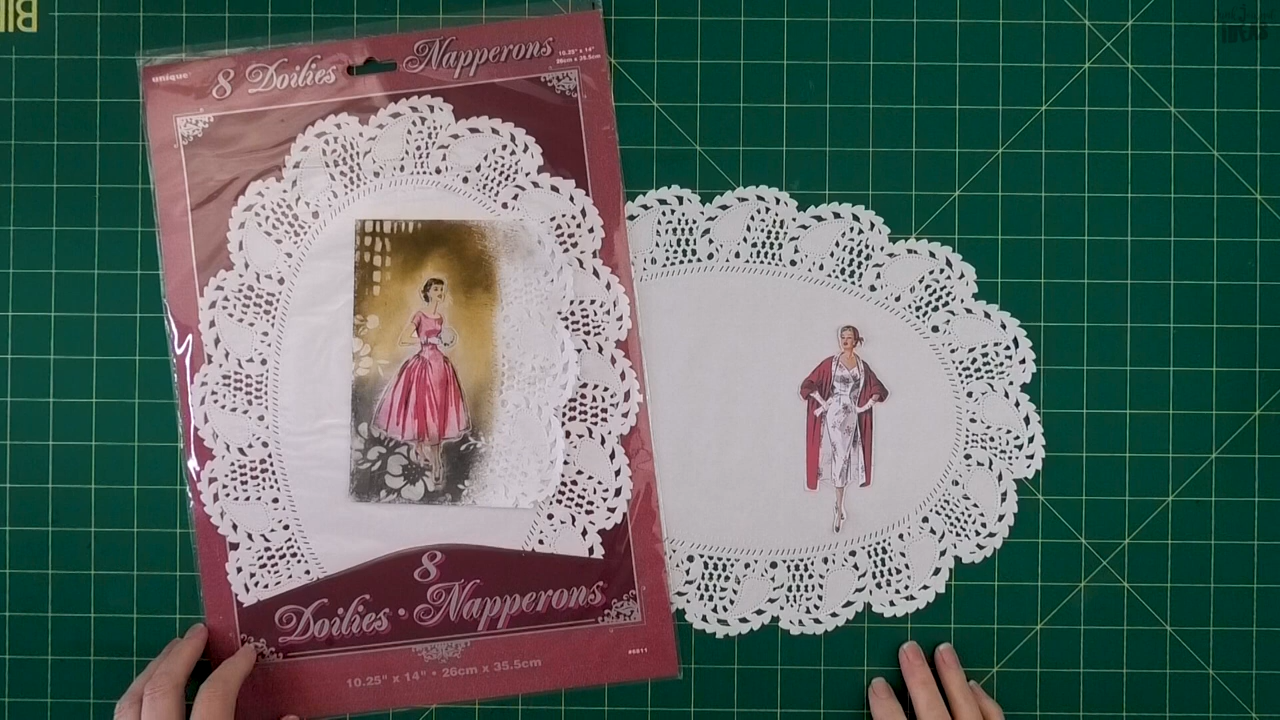 unique
8 Doilies Napperons
10.25" x 14"
26cm x 35.5cm
8
Doilies • Napperons
#6811
10.25" x 14" • 26cm x 35.5cm